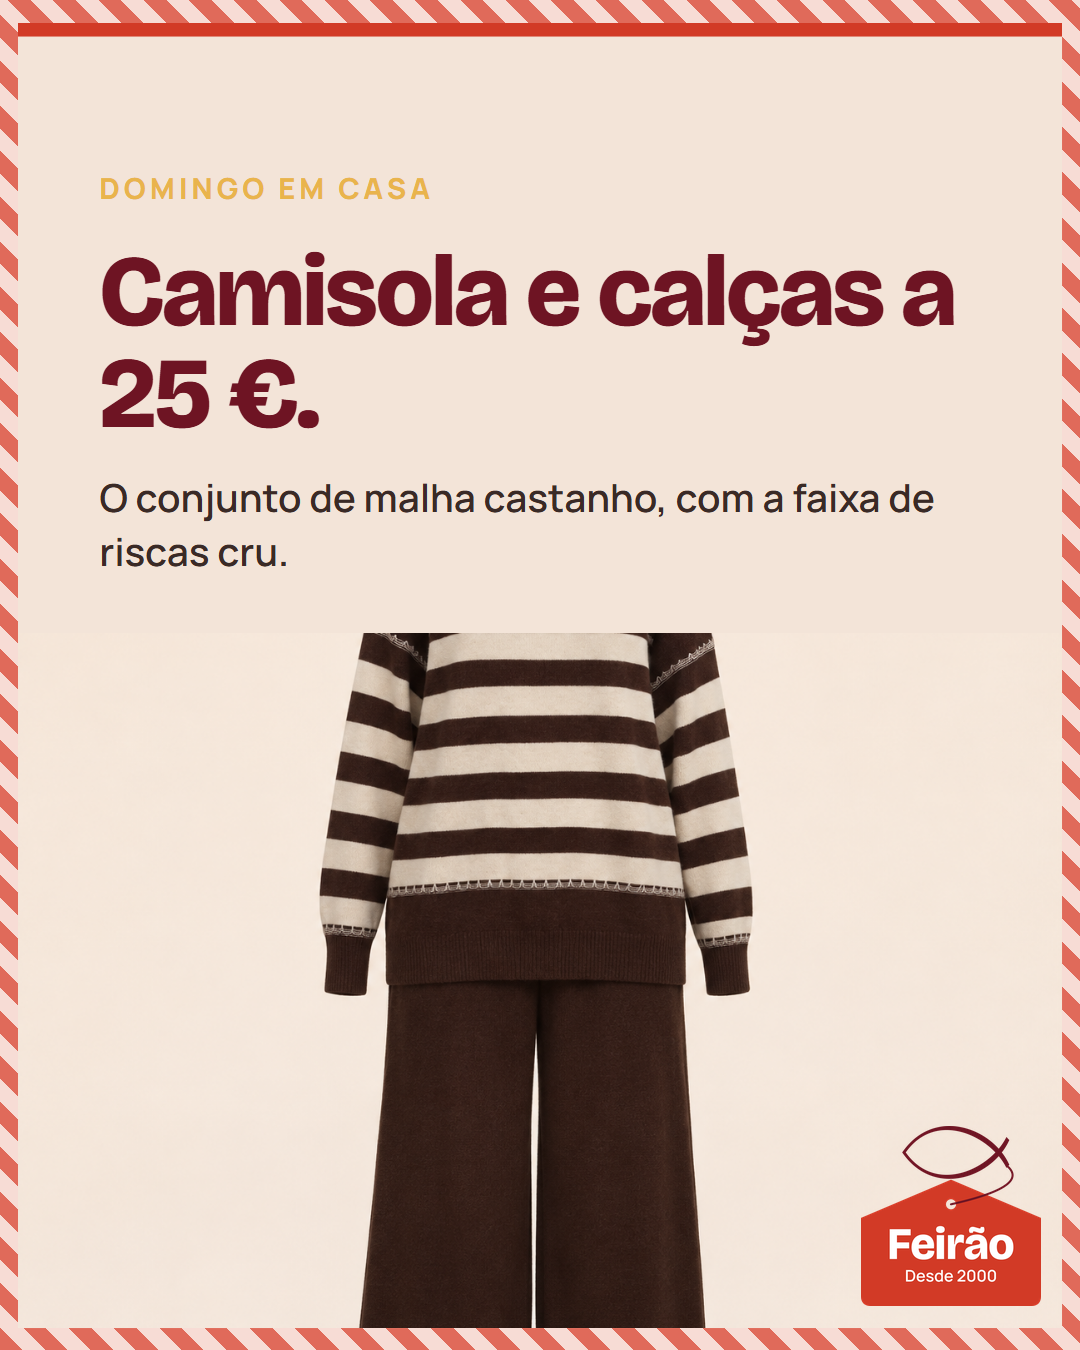 DOMINGO EM CASA
Camisola e calças a
25 €.
O conjunto de malha castanho, com a faixa de
riscas cru.
Feirão
Desde 2000